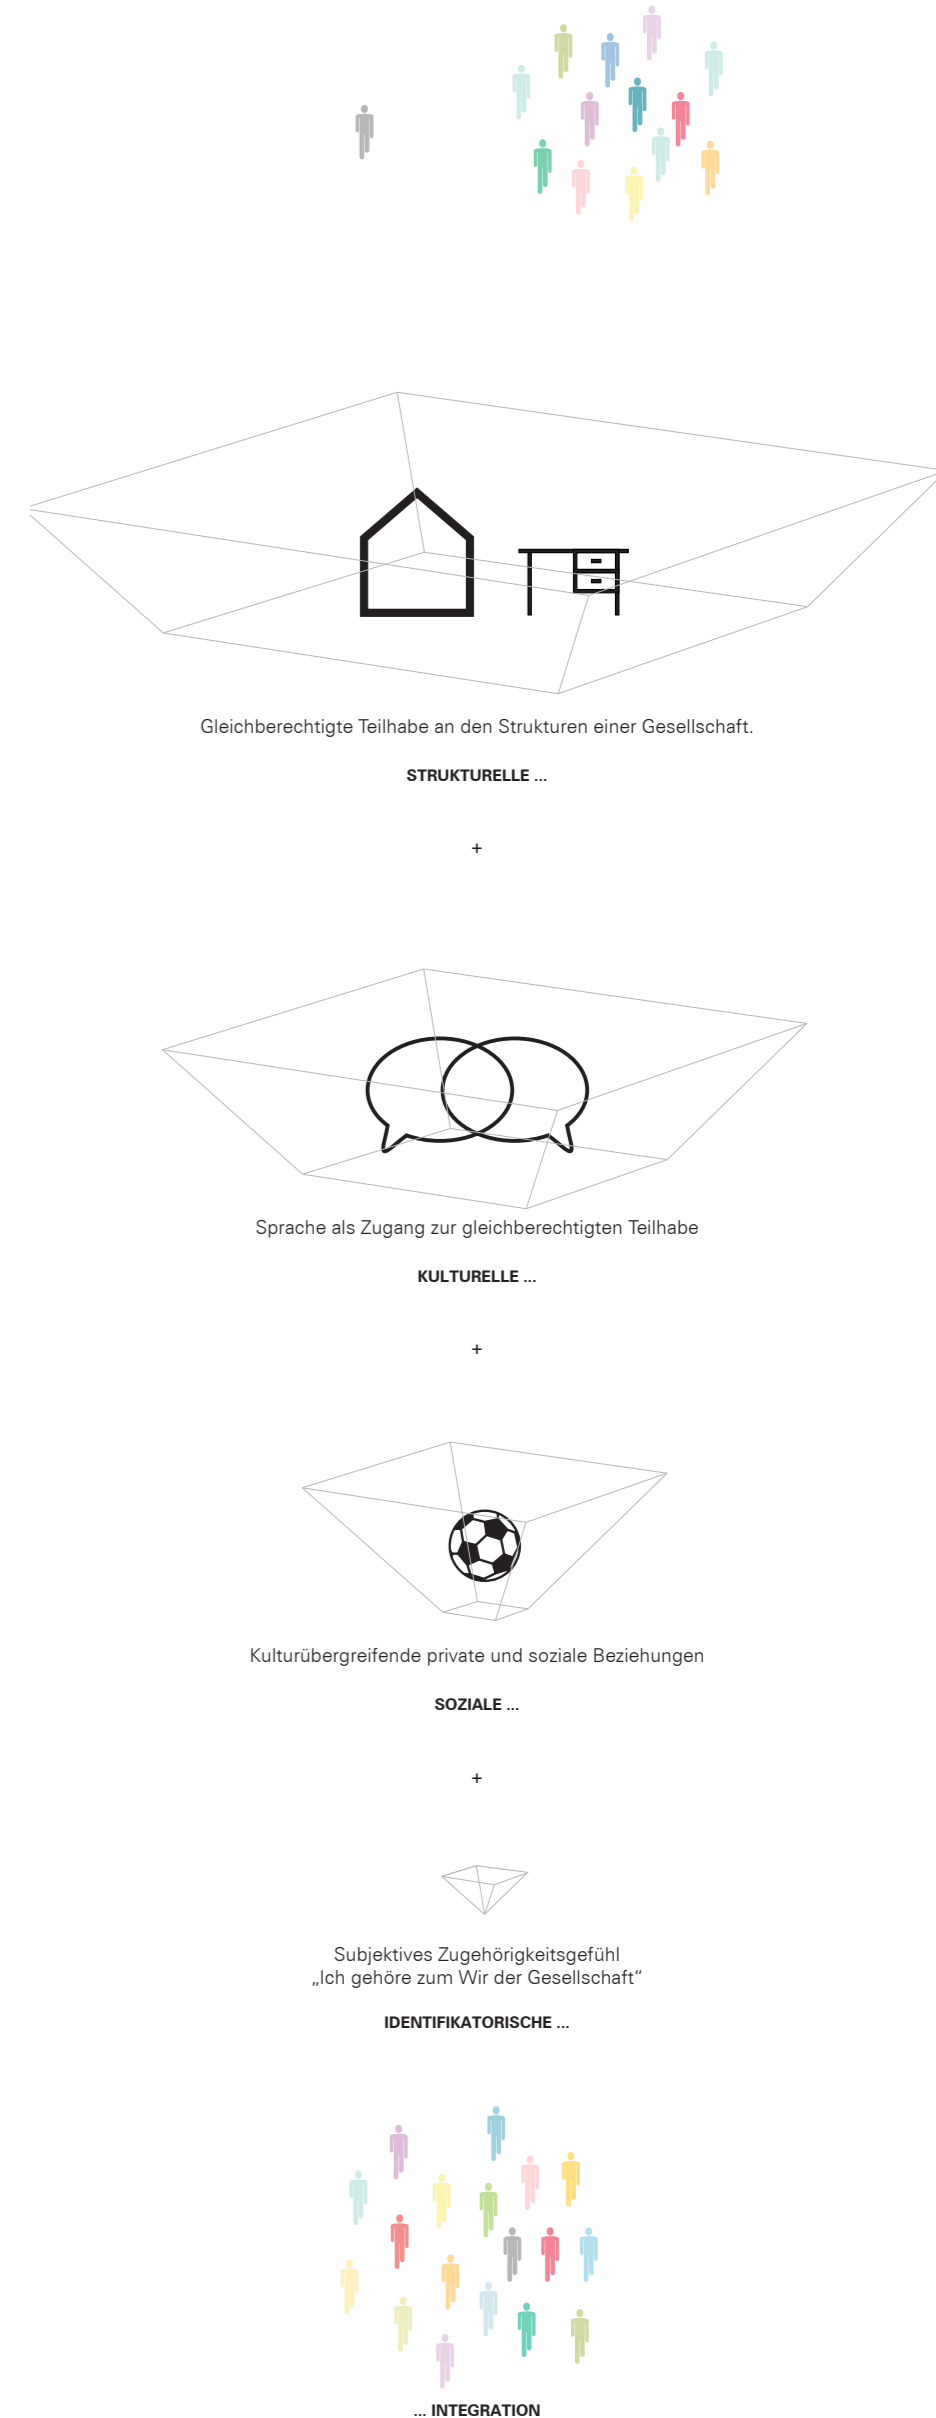 Gleichberechtigte Teilhabe an den Strukturen einer Gesellschaft.
STRUKTURELLE ...
+
Sprache als Zugang zur gleichberechtigten Teilhabe
KULTURELLE ...
+
Kulturübergreifende private und soziale Beziehungen
SOZIALE ...
+
Subjektives Zugehörigkeitsgefühl
„Ich gehöre zum Wir der Gesellschaft“
IDENTIFIKATORISCHE ...
... INTEGRATION